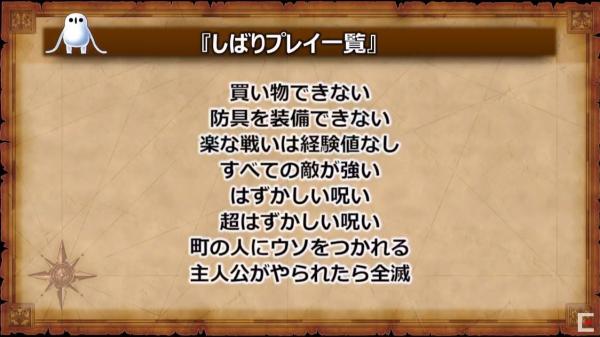 『しばりプレイ一覧』
買い物できない
防具を装備できない
楽な戦いは経験値なし
すべての敵が強い
はずかしい呪い
超はずかしい呪い
町の人にウソをつかれる
主人公がやられたら全滅